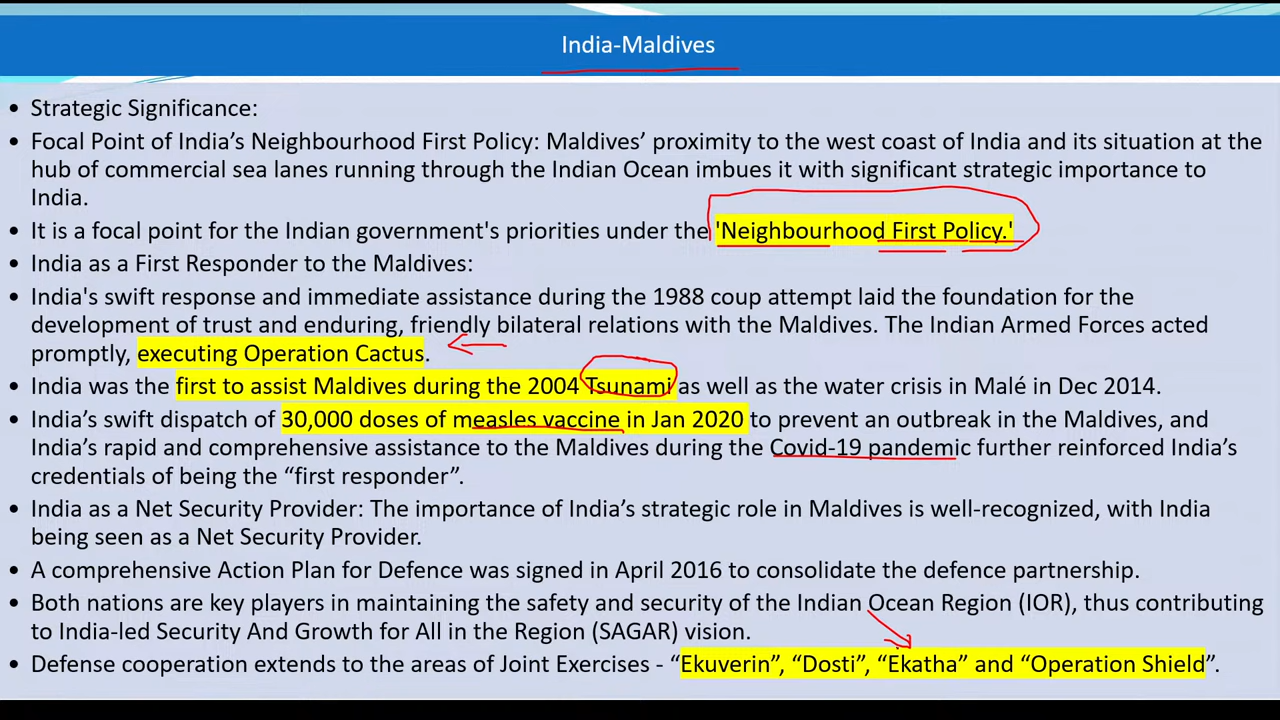 India-Maldives
• Strategic Significance:
• Focal Point of India’s Neighbourhood First Policy: Maldives’ proximity to the west coast of India and its situation at the
hub of commercial sea lanes running through the Indian Ocean imbues it with significant strategic importance to
India.
• It is a focal point for the Indian government's priorities under the 'Neighbourhood First Policy.'
• India as a First Responder to the Maldives:
• India's swift response and immediate assistance during the 1988 coup attempt laid the foundation for the
development of trust and enduring, friendly bilateral relations with the Maldives. The Indian Armed Forces acted
promptly, executing Operation Cactus.
• India was the first to assist Maldives during the 2004 Tsunami as well as the water crisis in Malé in Dec 2014.
• India’s swift dispatch of 30,000 doses of measles vaccine in Jan 2020 to prevent an outbreak in the Maldives, and
India’s rapid and comprehensive assistance to the Maldives during the Covid-19 pandemic further reinforced India’s
credentials of being the “first responder”.
• India as a Net Security Provider: The importance of India’s strategic role in Maldives is well-recognized, with India
being seen as a Net Security Provider.
• A comprehensive Action Plan for Defence was signed in April 2016 to consolidate the defence partnership.
• Both nations are key players in maintaining the safety and security of the Indian Ocean Region (IOR), thus contributing
to India-led Security And Growth for All in the Region (SAGAR) vision.
• Defense cooperation extends to the areas of Joint Exercises - “Ekuverin”, “Dosti”, “Ekatha” and “Operation Shield”.